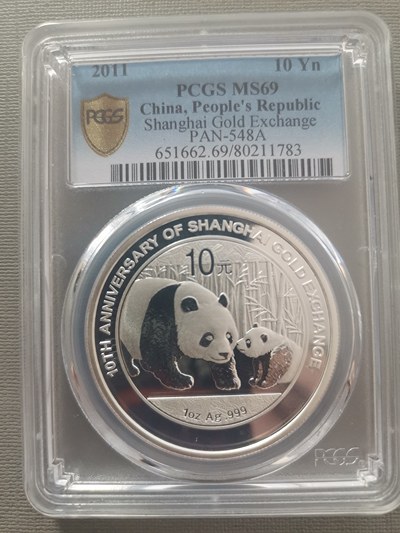 2011 10 Yn
PCGS MS69
China, People's Republic
Shanghai Gold Exchange
PAN-548A
651662.69/80211783
PCGS
10TH ANNIVERSARY OF SHANGHAI GOLD EXCHANGE
10元
1oz Ag .999
PCGS